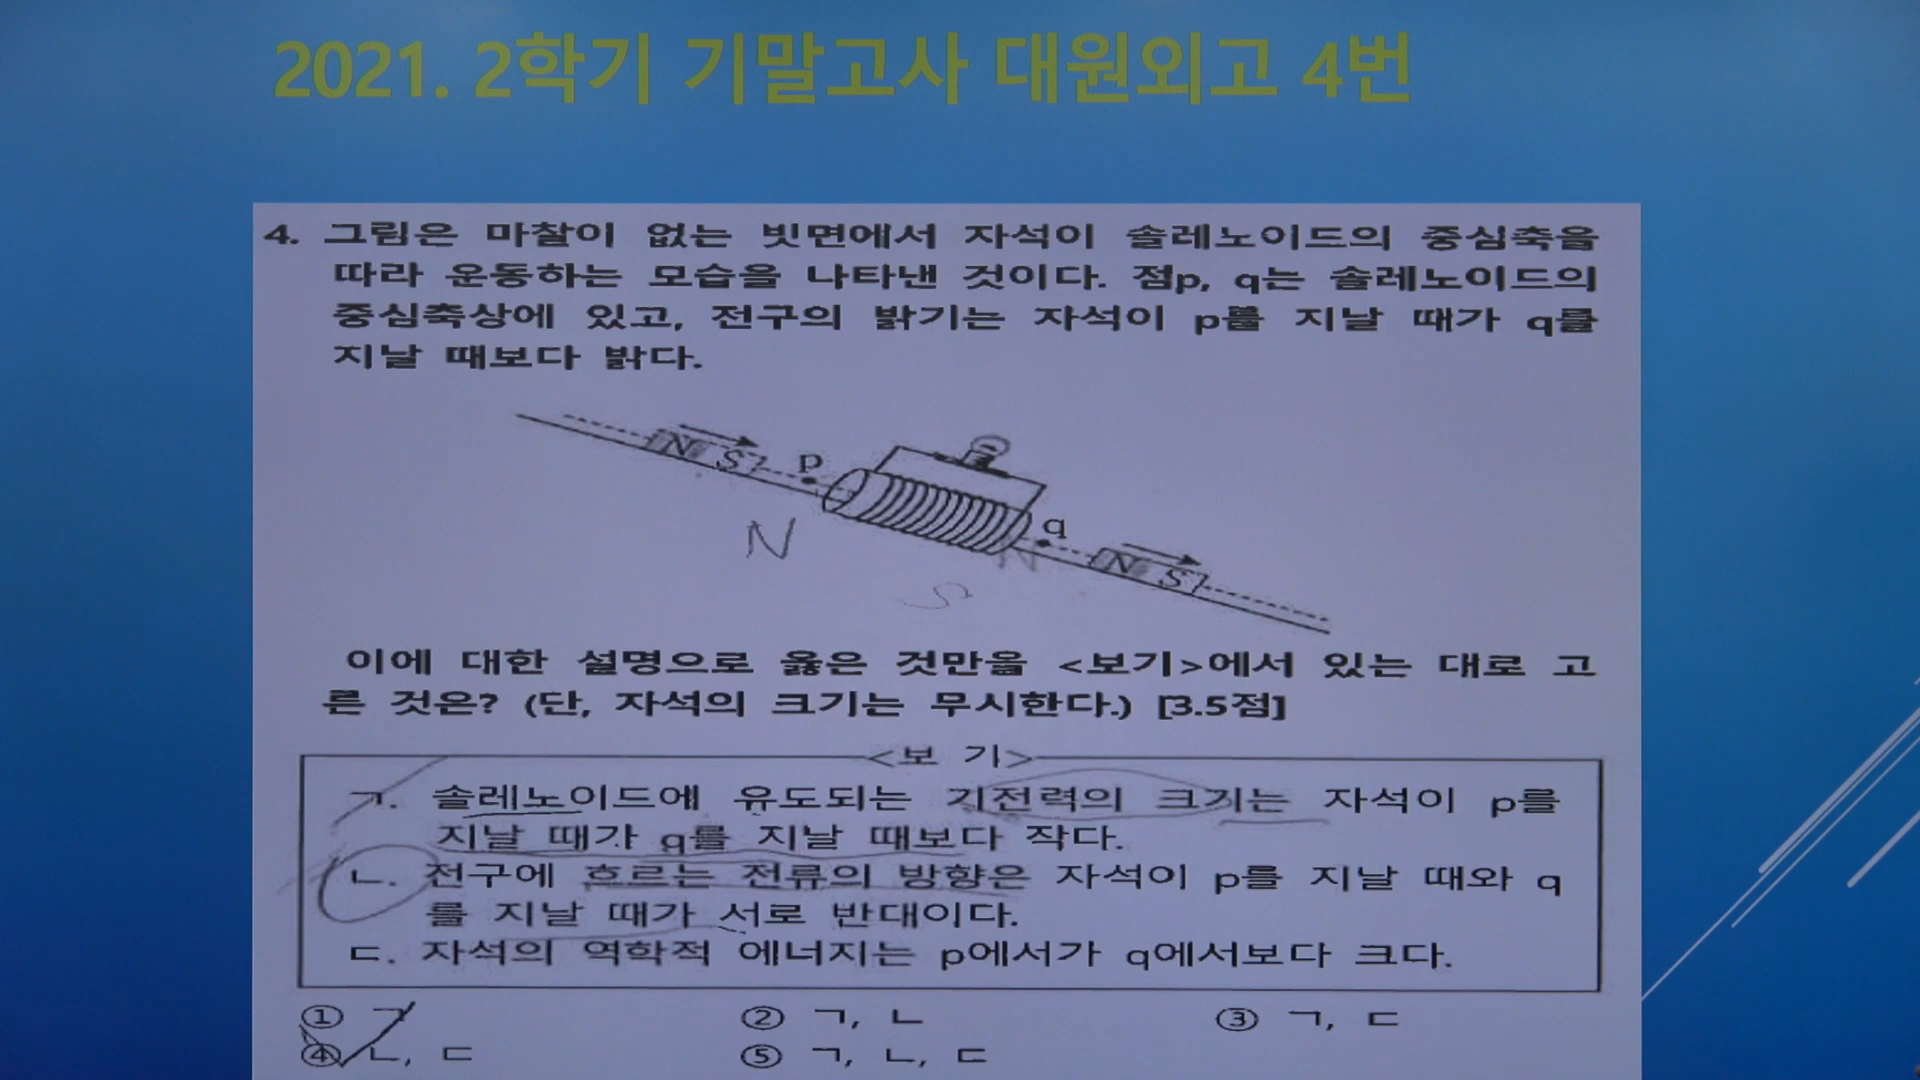 2021. 2학기 기말고사 대원외고 4번
4. 그림은 마찰이 없는 빗면에서 자석이 솔레노이드의 중심축을
따라 운동하는 모습을 나타낸 것이다. 점p, q는 솔레노이드의
중심축상에 있고, 전구의 밝기는 자석이 p를 지날 때가 q를
지날 때보다 밝다.
N S p
q
N S
N
N
S
이에 대한 설명으로 옳은 것만을 <보기>에서 있는 대로 고
른 것은? (단, 자석의 크기는 무시한다.) [3.5점]
<보 기>
ㄱ. 솔레노이드에 유도되는 기전력의 크기는 자석이 p를
지날 때가 q를 지날 때보다 작다.
ㄴ. 전구에 흐르는 전류의 방향은 자석이 p를 지날 때와 q
를 지날 때가 서로 반대이다.
ㄷ. 자석의 역학적 에너지는 p에서가 q에서보다 크다.
① ㄱ ② ㄱ, ㄴ ③ ㄱ, ㄷ
④ ㄴ, ㄷ ⑤ ㄱ, ㄴ, ㄷ